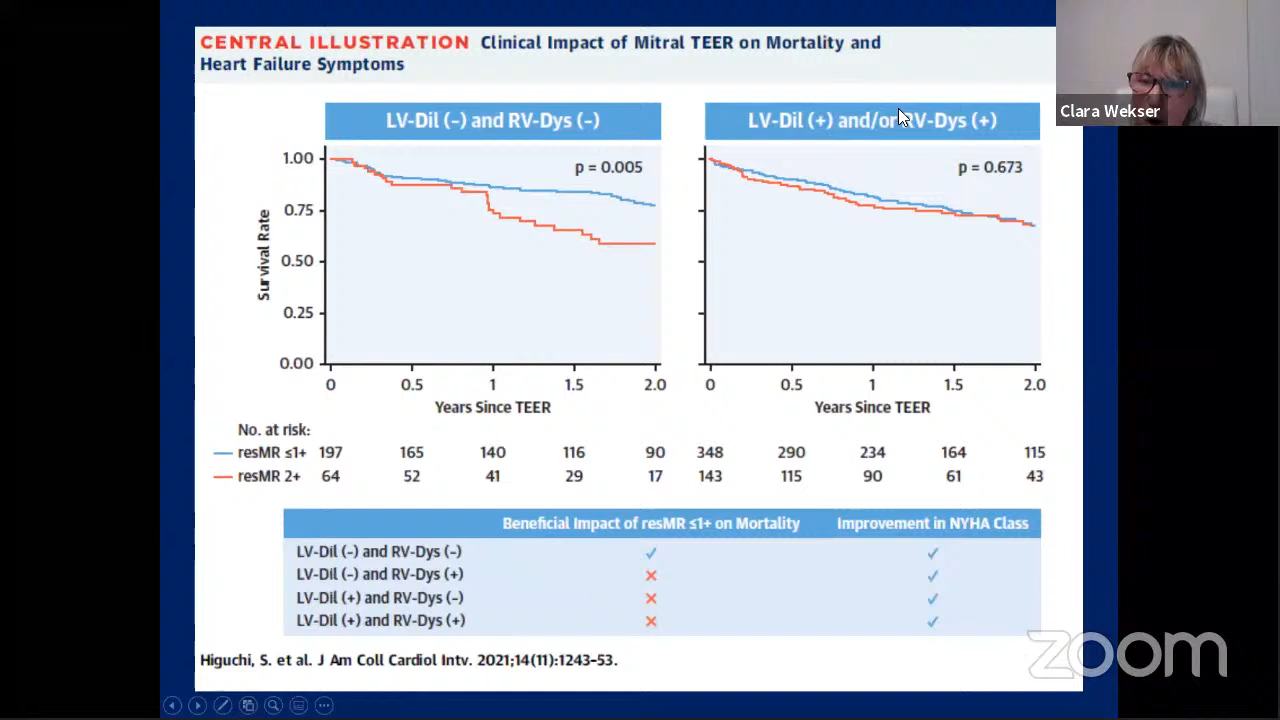 CENTRAL ILLUSTRATION Clinical Impact of Mitral TEER on Mortality and
Heart Failure Symptoms
Clara Wekser
LV-Dil (-) and RV-Dys (-)
LV-Dil (+) and/or RV-Dys (+)
Survival Rate
1.00
0.75
0.50
0.25
0.00
p = 0.005
p = 0.673
0 0.5 1 1.5 2.0
0 0.5 1 1.5 2.0
Years Since TEER
Years Since TEER
No. at risk:
resMR ≤1+ 197 165 140 116 90 348 290 234 164 115
resMR 2+ 64 52 41 29 17 143 115 90 61 43
Beneficial Impact of resMR ≤1+ on Mortality Improvement in NYHA Class
LV-Dil (-) and RV-Dys (-) ✓ ✓
LV-Dil (-) and RV-Dys (+) ✕ ✓
LV-Dil (+) and RV-Dys (-) ✕ ✓
LV-Dil (+) and RV-Dys (+) ✕ ✓
Higuchi, S. et al. J Am Coll Cardiol Intv. 2021;14(11):1243–53.
zoom